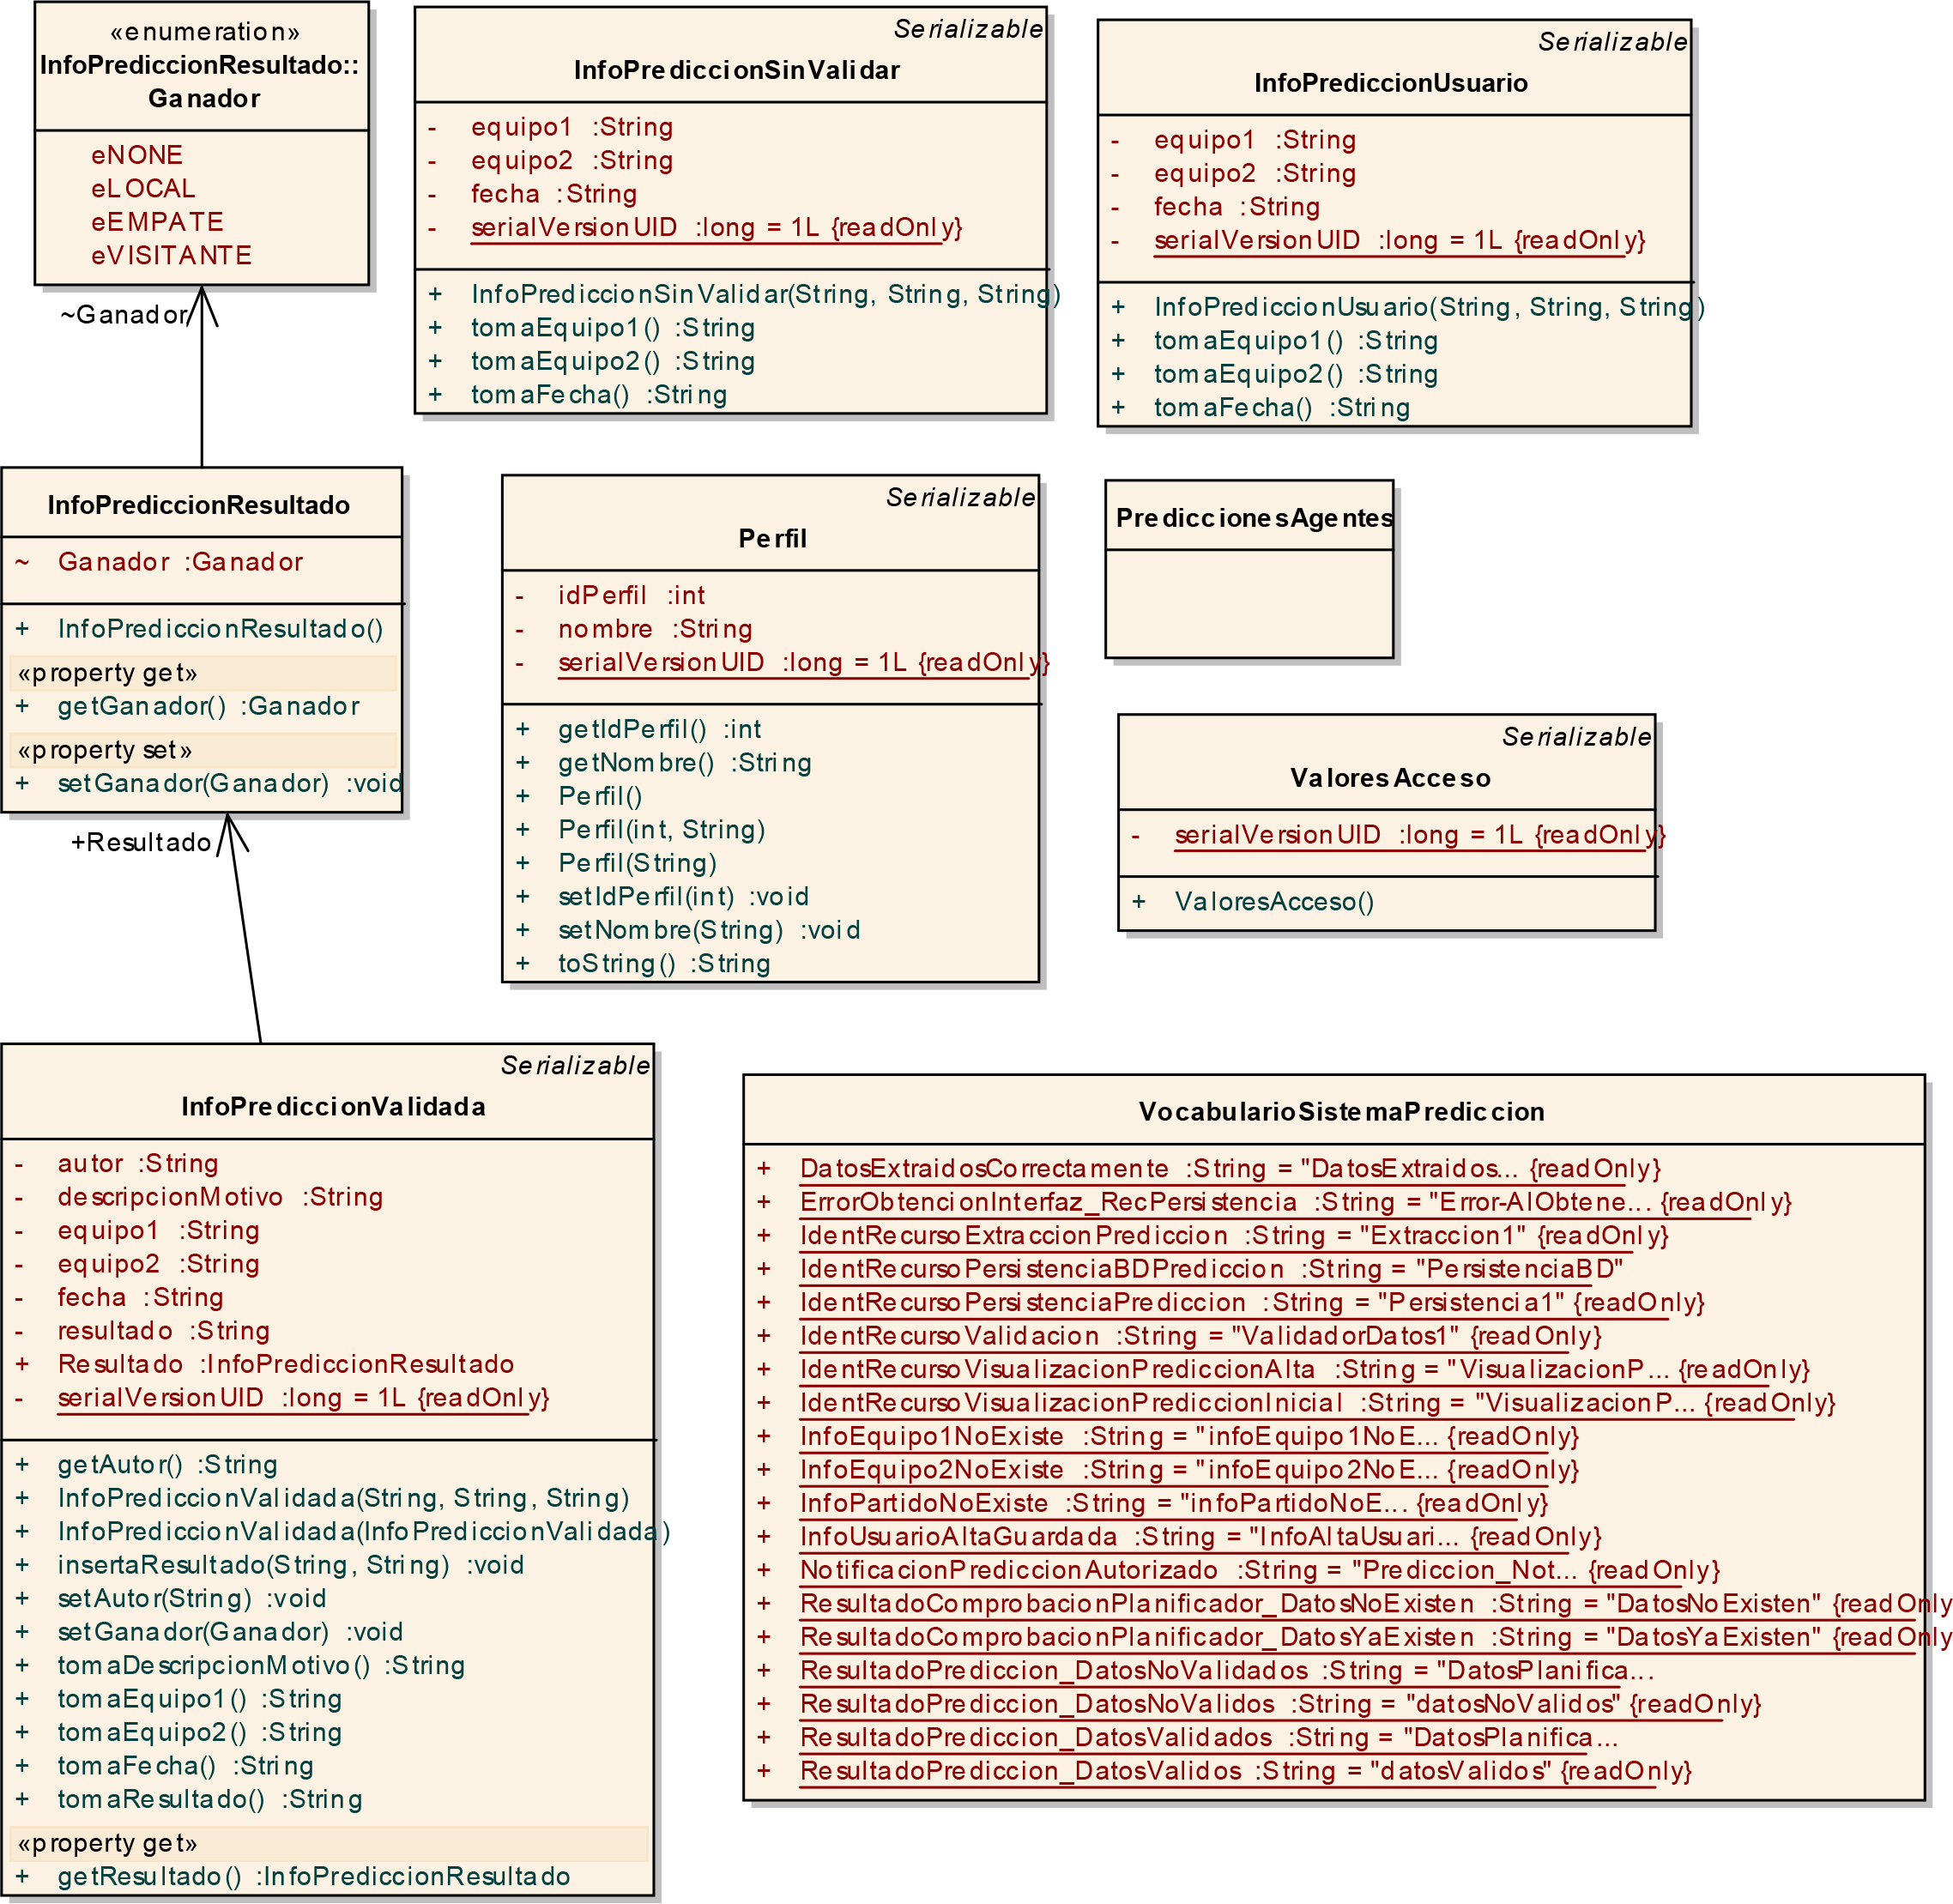 «enumeration»
InfoPrediccionResultado::
Ganador
eNONE
eLOCAL
eEMPATE
eVISITANTE
~Ganador
Serializable
InfoPrediccionSinValidar
- equipo1 :String
- equipo2 :String
- fecha :String
- serialVersionUID :long = 1L {readOnly}
+ InfoPrediccionSinValidar(String, String, String)
+ tomaEquipo1() :String
+ tomaEquipo2() :String
+ tomaFecha() :String
Serializable
InfoPrediccionUsuario
- equipo1 :String
- equipo2 :String
- fecha :String
- serialVersionUID :long = 1L {readOnly}
+ InfoPrediccionUsuario(String, String, String)
+ tomaEquipo1() :String
+ tomaEquipo2() :String
+ tomaFecha() :String
InfoPrediccionResultado
~ Ganador :Ganador
+ InfoPrediccionResultado()
«property get»
+ getGanador() :Ganador
«property set»
+ setGanador(Ganador) :void
+Resultado
Serializable
Perfil
- idPerfil :int
- nombre :String
- serialVersionUID :long = 1L {readOnly}
+ getIdPerfil() :int
+ getNombre() :String
+ Perfil()
+ Perfil(int, String)
+ Perfil(String)
+ setIdPerfil(int) :void
+ setNombre(String) :void
+ toString() :String
PrediccionesAgentes
Serializable
ValoresAcceso
- serialVersionUID :long = 1L {readOnly}
+ ValoresAcceso()
Serializable
InfoPrediccionValidada
- autor :String
- descripcionMotivo :String
- equipo1 :String
- equipo2 :String
- fecha :String
- resultado :String
+ Resultado :InfoPrediccionResultado
- serialVersionUID :long = 1L {readOnly}
+ getAutor() :String
+ InfoPrediccionValidada(String, String, String)
+ InfoPrediccionValidada(InfoPrediccionValidada)
+ insertaResultado(String, String) :void
+ setAutor(String) :void
+ setGanador(Ganador) :void
+ tomaDescripcionMotivo() :String
+ tomaEquipo1() :String
+ tomaEquipo2() :String
+ tomaFecha() :String
+ tomaResultado() :String
«property get»
+ getResultado() :InfoPrediccionResultado
VocabularioSistemaPrediccion
+ DatosExtraidosCorrectamente :String = "DatosExtraidos... {readOnly}
+ ErrorObtencionInterfaz_RecPersistencia :String = "Error-AlObtene... {readOnly}
+ IdentRecursoExtraccionPrediccion :String = "Extraccion1" {readOnly}
+ IdentRecursoPersistenciaBDPrediccion :String = "PersistenciaBD"
+ IdentRecursoPersistenciaPrediccion :String = "Persistencia1" {readOnly}
+ IdentRecursoValidacion :String = "ValidadorDatos1" {readOnly}
+ IdentRecursoVisualizacionPrediccionAlta :String = "VisualizacionP... {readOnly}
+ IdentRecursoVisualizacionPrediccionInicial :String = "VisualizacionP... {readOnly}
+ InfoEquipo1NoExiste :String = "infoEquipo1NoE... {readOnly}
+ InfoEquipo2NoExiste :String = "infoEquipo2NoE... {readOnly}
+ InfoPartidoNoExiste :String = "infoPartidoNoE... {readOnly}
+ InfoUsuarioAltaGuardada :String = "InfoAltaUsuari... {readOnly}
+ NotificacionPrediccionAutorizado :String = "Prediccion_Not... {readOnly}
+ ResultadoComprobacionPlanificador_DatosNoExisten :String = "DatosNoExisten" {readOnly
+ ResultadoComprobacionPlanificador_DatosYaExisten :String = "DatosYaExisten" {readOnly
+ ResultadoPrediccion_DatosNoValidados :String = "DatosPlanifica...
+ ResultadoPrediccion_DatosNoValidos :String = "datosNoValidos" {readOnly}
+ ResultadoPrediccion_DatosValidados :String = "DatosPlanifica...
+ ResultadoPrediccion_DatosValidos :String = "datosValidos" {readOnly}